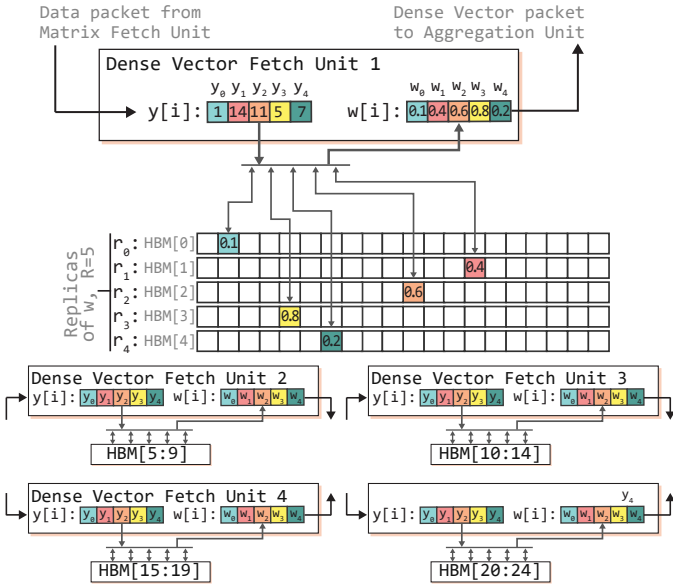 Data packet from
Matrix Fetch Unit
Dense Vector packet
to Aggregation Unit
Dense Vector Fetch Unit 1
y₀ y₁ y₂ y₃ y₄
w₀ w₁ w₂ w₃ w₄
y[i]: 1 14 11 5 7
w[i]: 0.1 0.4 0.6 0.8 0.2
Replicas
of w, R=5
r₀: HBM[0] 0.1
r₁: HBM[1] 0.4
r₂: HBM[2] 0.6
r₃: HBM[3] 0.8
r₄: HBM[4] 0.2
Dense Vector Fetch Unit 2
y[i]: y₀ y₁ y₂ y₃ y₄ w[i]: w₀ w₁ w₂ w₃ w₄
HBM[5:9]
Dense Vector Fetch Unit 3
y[i]: y₀ y₁ y₂ y₃ y₄ w[i]: w₀ w₁ w₂ w₃ w₄
HBM[10:14]
Dense Vector Fetch Unit 4
y[i]: y₀ y₁ y₂ y₃ y₄ w[i]: w₀ w₁ w₂ w₃ w₄
HBM[15:19]
y₄
y[i]: y₀ y₁ y₂ y₃ y₄ w[i]: w₀ w₁ w₂ w₃ w₄
HBM[20:24]